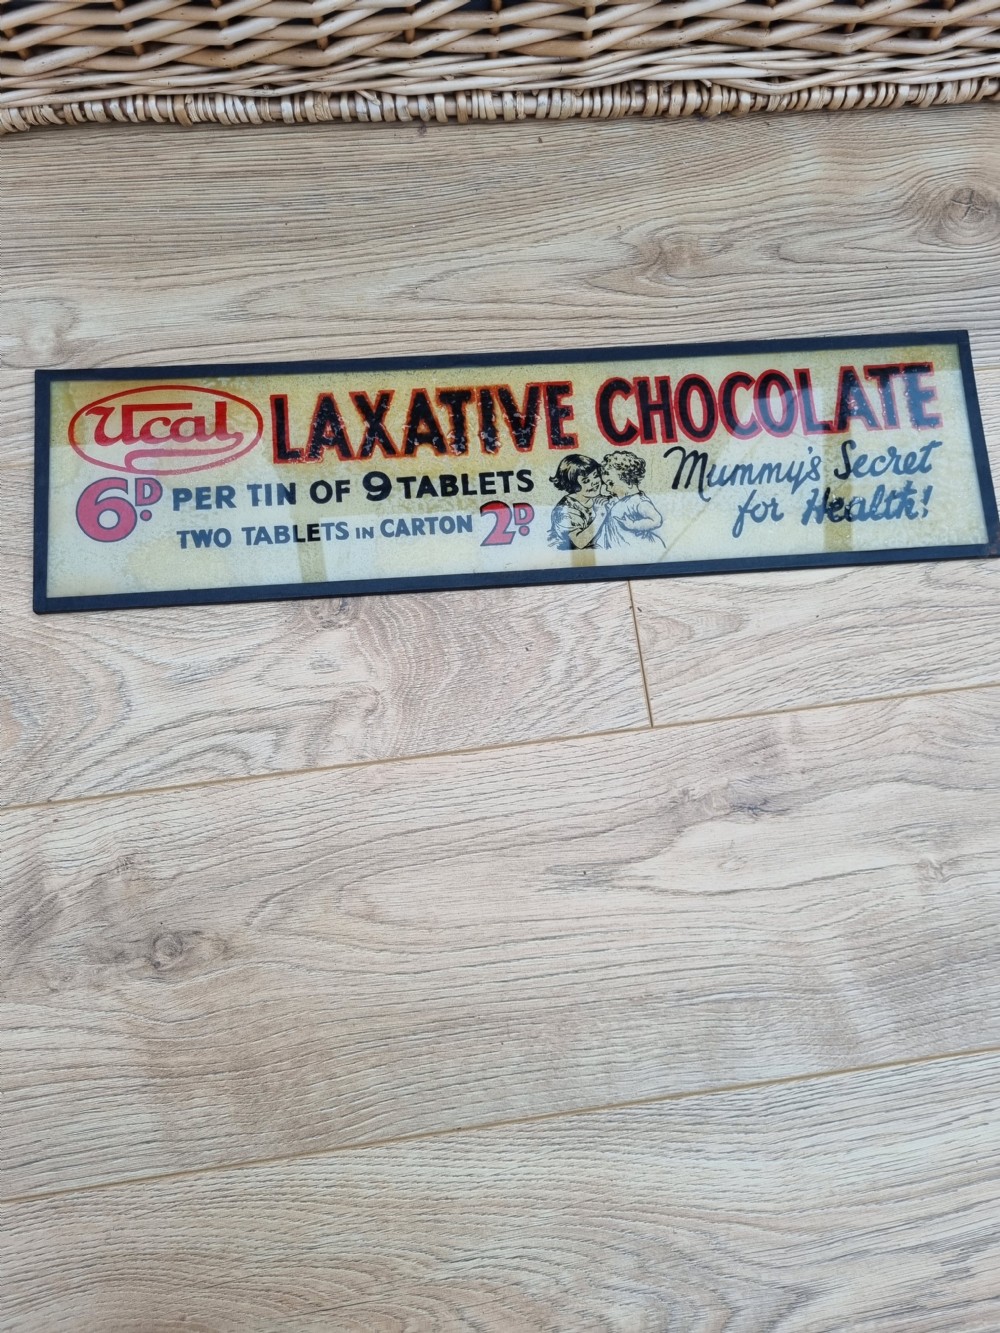 Ucal LAXATIVE CHOCOLATE
6D. PER TIN OF 9 TABLETS
TWO TABLETS IN CARTON 2D.
Mummy's Secret
for Health!